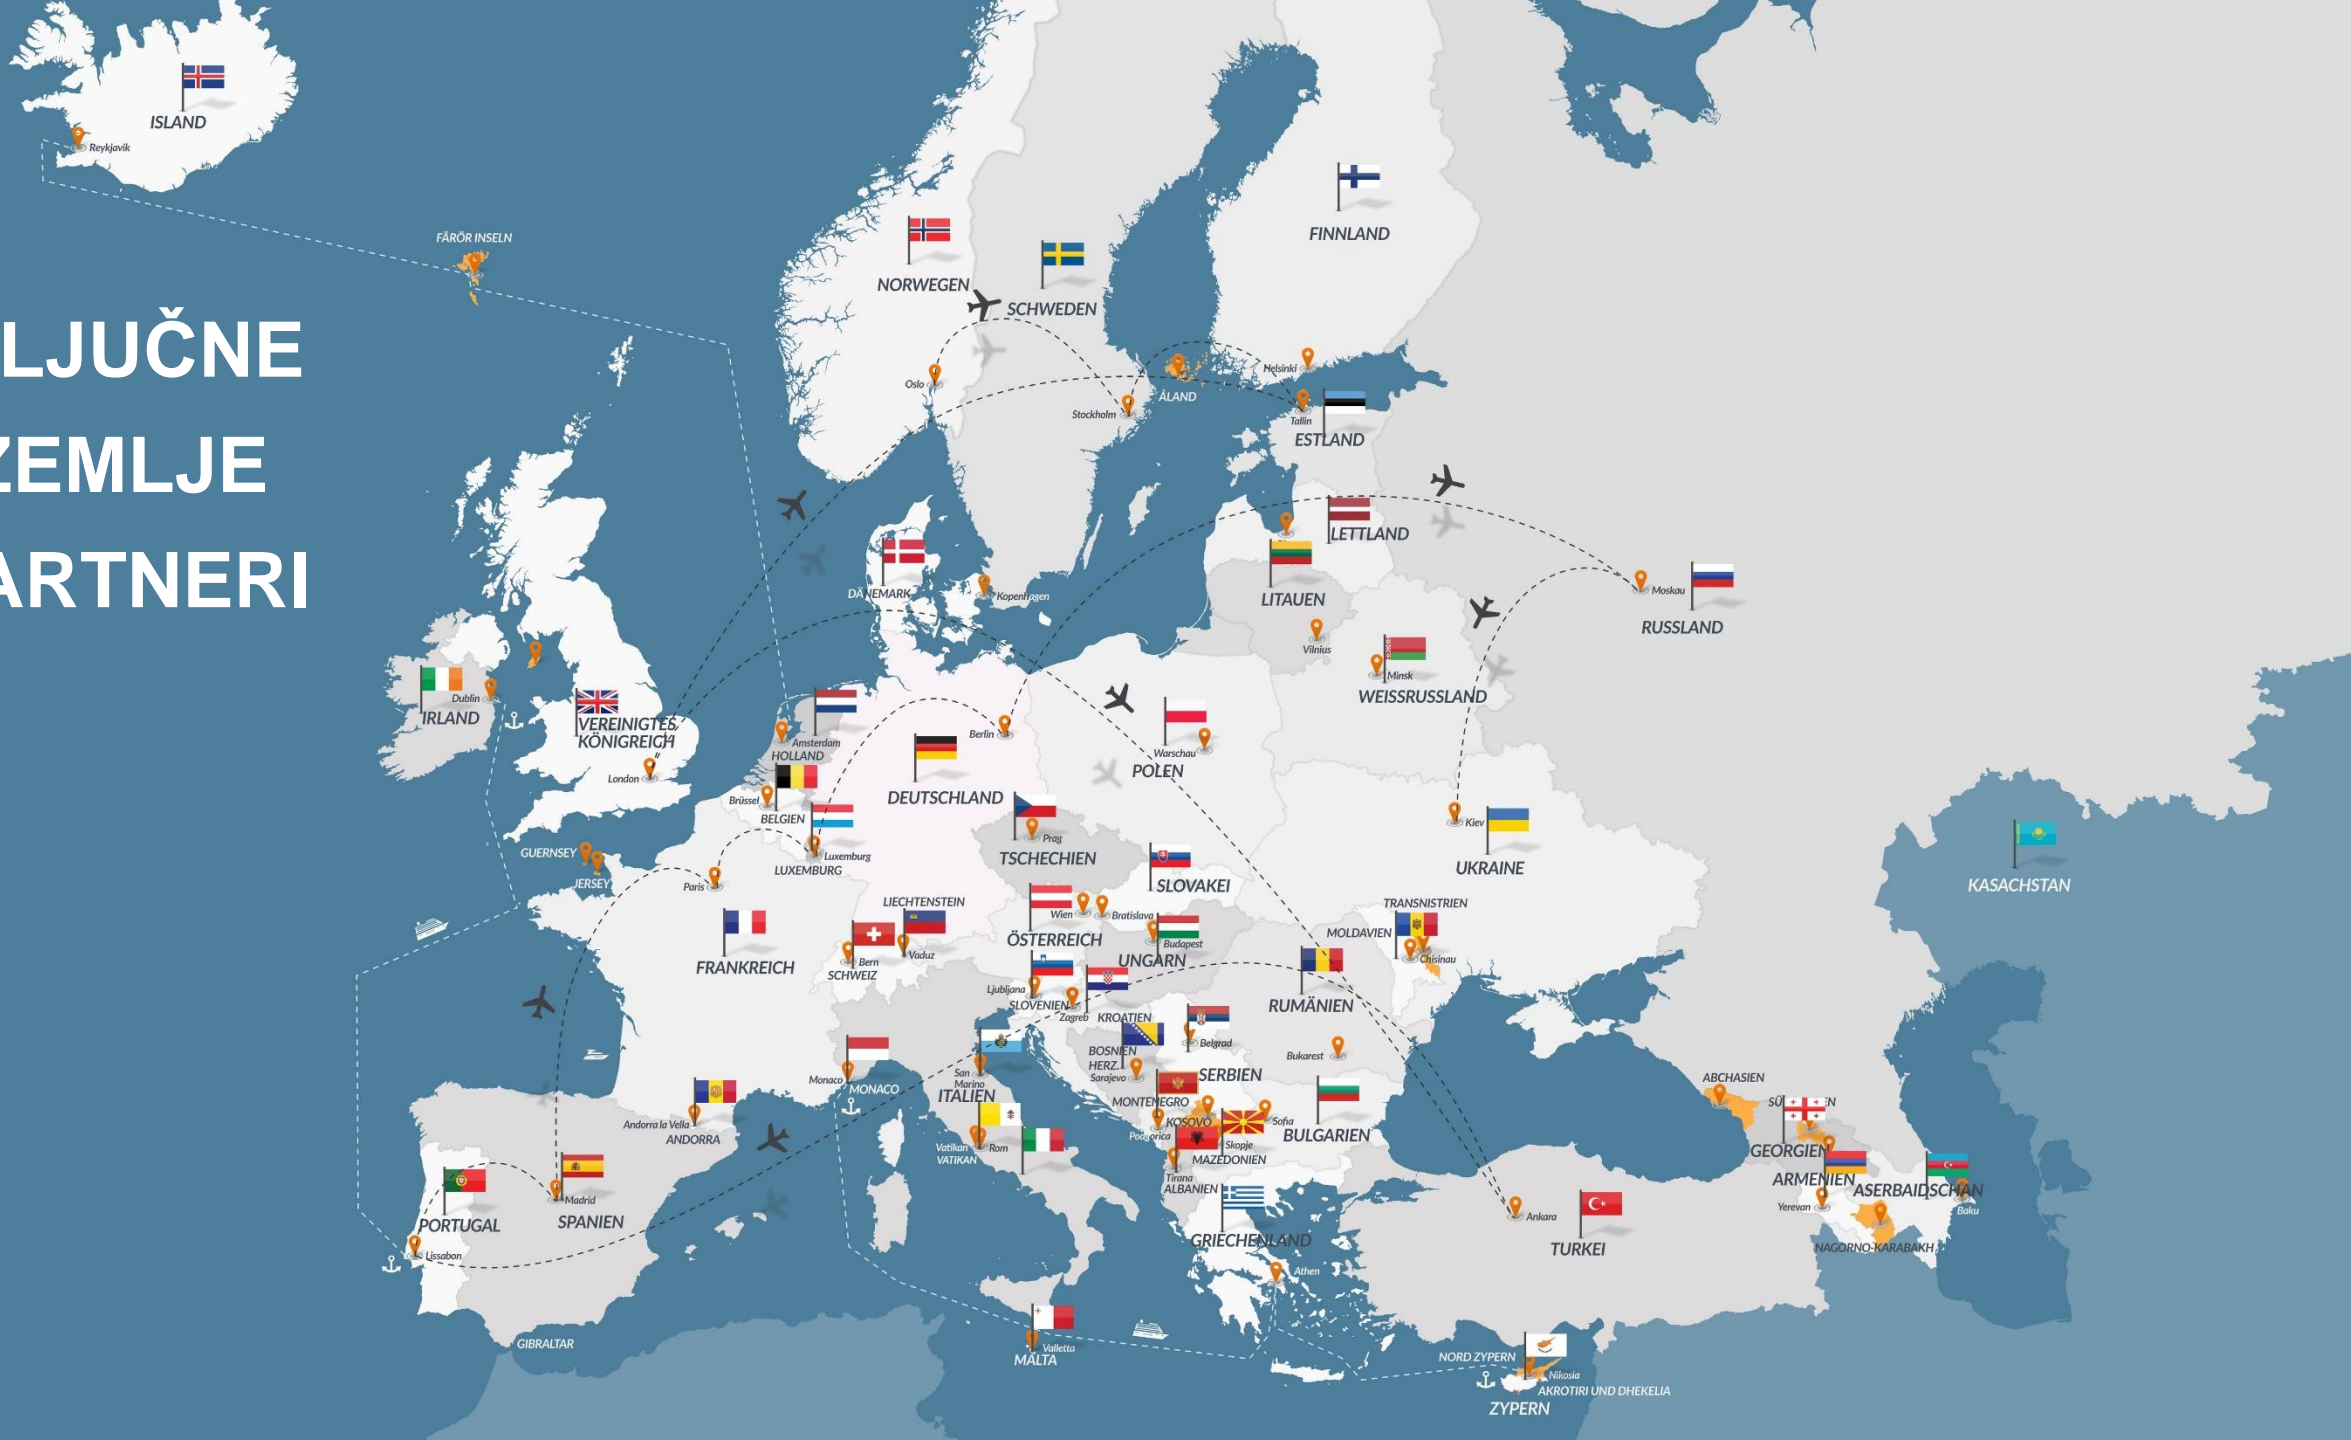 ISLAND
Reykjavik
FÄRÖR INSELN
LJUČNE
ZEMLJE
ARTNERI
FINNLAND
NORWEGEN
SCHWEDEN
Oslo
Helsinki
ÅLAND
Stockholm
Tallin
ESTLAND
LETTLAND
DÄNEMARK
Kopenhagen
LITAUEN
Moskau
RUSSLAND
Vilnius
Minsk
WEISSRUSSLAND
Dublin
IRLAND
VEREINIGTES
KÖNIGREICH
London
Amsterdam
HOLLAND
Berlin
Warschau
POLEN
Brüssel
BELGIEN
DEUTSCHLAND
Kiev
UKRAINE
Prag
TSCHECHIEN
GUERNSEY
JERSEY
Luxemburg
LUXEMBURG
Paris
SLOVAKEI
KASACHSTAN
LIECHTENSTEIN
Wien
Bratislava
TRANSNISTRIEN
MOLDAVIEN
Chisinau
ÖSTERREICH
Budapest
UNGARN
FRANKREICH
Bern
SCHWEIZ
Vaduz
Ljubljana
SLOVENIEN
Zagreb
KROATIEN
RUMÄNIEN
Belgrad
BOSNIEN
HERZ.
Sarajevo
Bukarest
SERBIEN
San
Marino
ITALIEN
Monaco
MONACO
MONTENEGRO
KOSOVO
Podgorica
Sofia
BULGARIEN
Skopje
MAZEDONIEN
Andorra la Vella
ANDORRA
Vatikan
VATIKAN
Rom
Tirana
ALBANIEN
ABCHASIEN
SÜ
EN
GEORGIEN
ARMENIEN
ASERBAIDSCHAN
Yerevan
Baku
NAGORNO-KARABAKH
Madrid
SPANIEN
PORTUGAL
Lissabon
GRIECHENLAND
Athen
Ankara
TURKEI
GIBRALTAR
Valletta
MALTA
NORD ZYPERN
Nikosia
AKROTIRI UND DHEKELIA
ZYPERN